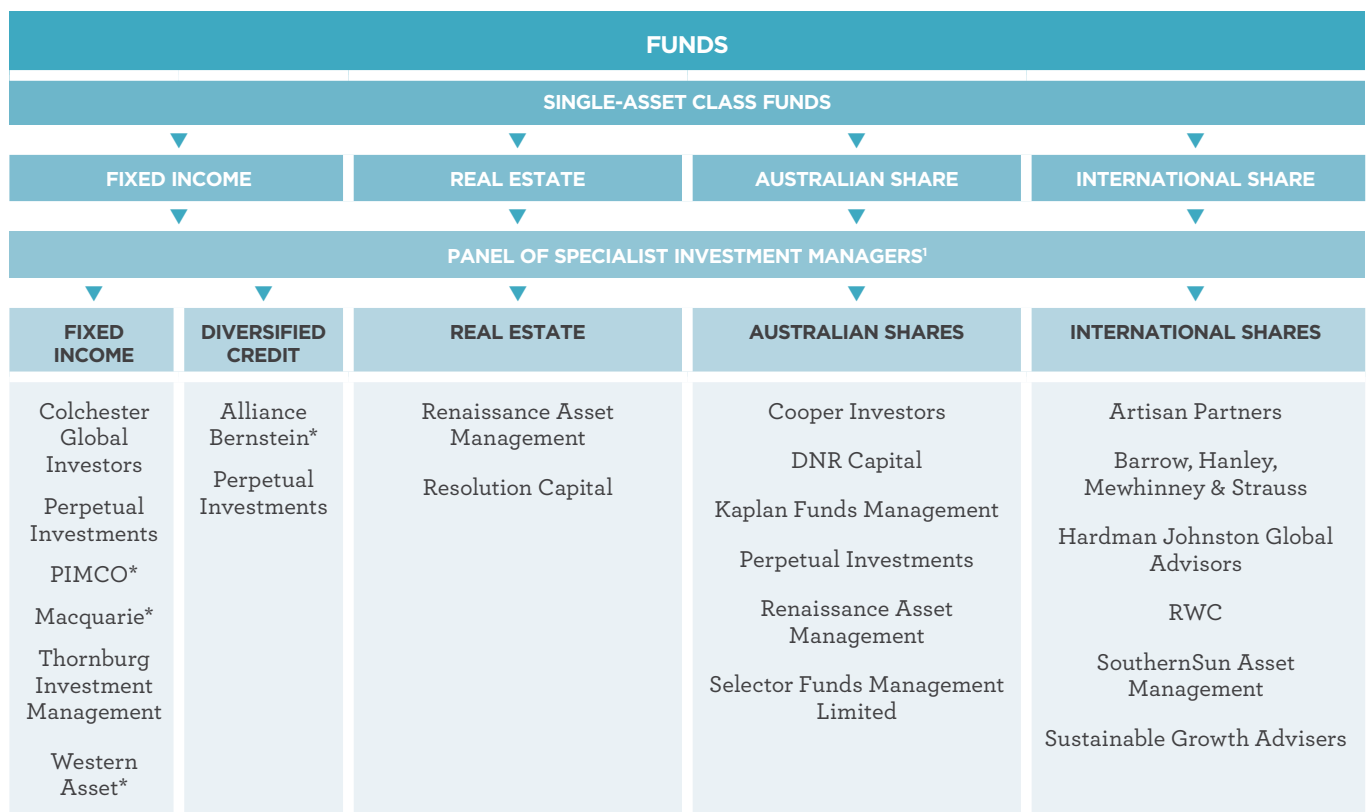 FUNDS
SINGLE-ASSET CLASS FUNDS
FIXED INCOME
REAL ESTATE
AUSTRALIAN SHARE
INTERNATIONAL SHARE
PANEL OF SPECIALIST INVESTMENT MANAGERS¹
FIXED
INCOME
Colchester
Global
Investors
Perpetual
Investments
PIMCO*
Macquarie*
Thornburg
Investment
Management
Western
Asset*
DIVERSIFIED
CREDIT
Alliance
Bernstein*
Perpetual
Investments
REAL ESTATE
Renaissance Asset
Management
Resolution Capital
AUSTRALIAN SHARES
Cooper Investors
DNR Capital
Kaplan Funds Management
Perpetual Investments
Renaissance Asset
Management
Selector Funds Management
Limited
INTERNATIONAL SHARES
Artisan Partners
Barrow, Hanley,
Mewhinney & Strauss
Hardman Johnston Global
Advisors
RWC
SouthernSun Asset
Management
Sustainable Growth Advisers